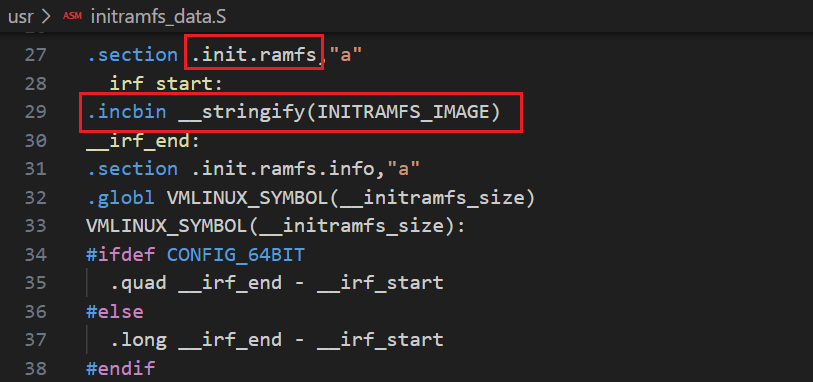 usr > ASM initramfs_data.S
27 .section .init.ramfs,"a"
28 __irf_start:
29 .incbin __stringify(INITRAMFS_IMAGE)
30 __irf_end:
31 .section .init.ramfs.info,"a"
32 .globl VMLINUX_SYMBOL(__initramfs_size)
33 VMLINUX_SYMBOL(__initramfs_size):
34 #ifdef CONFIG_64BIT
35 .quad __irf_end - __irf_start
36 #else
37 .long __irf_end - __irf_start
38 #endif